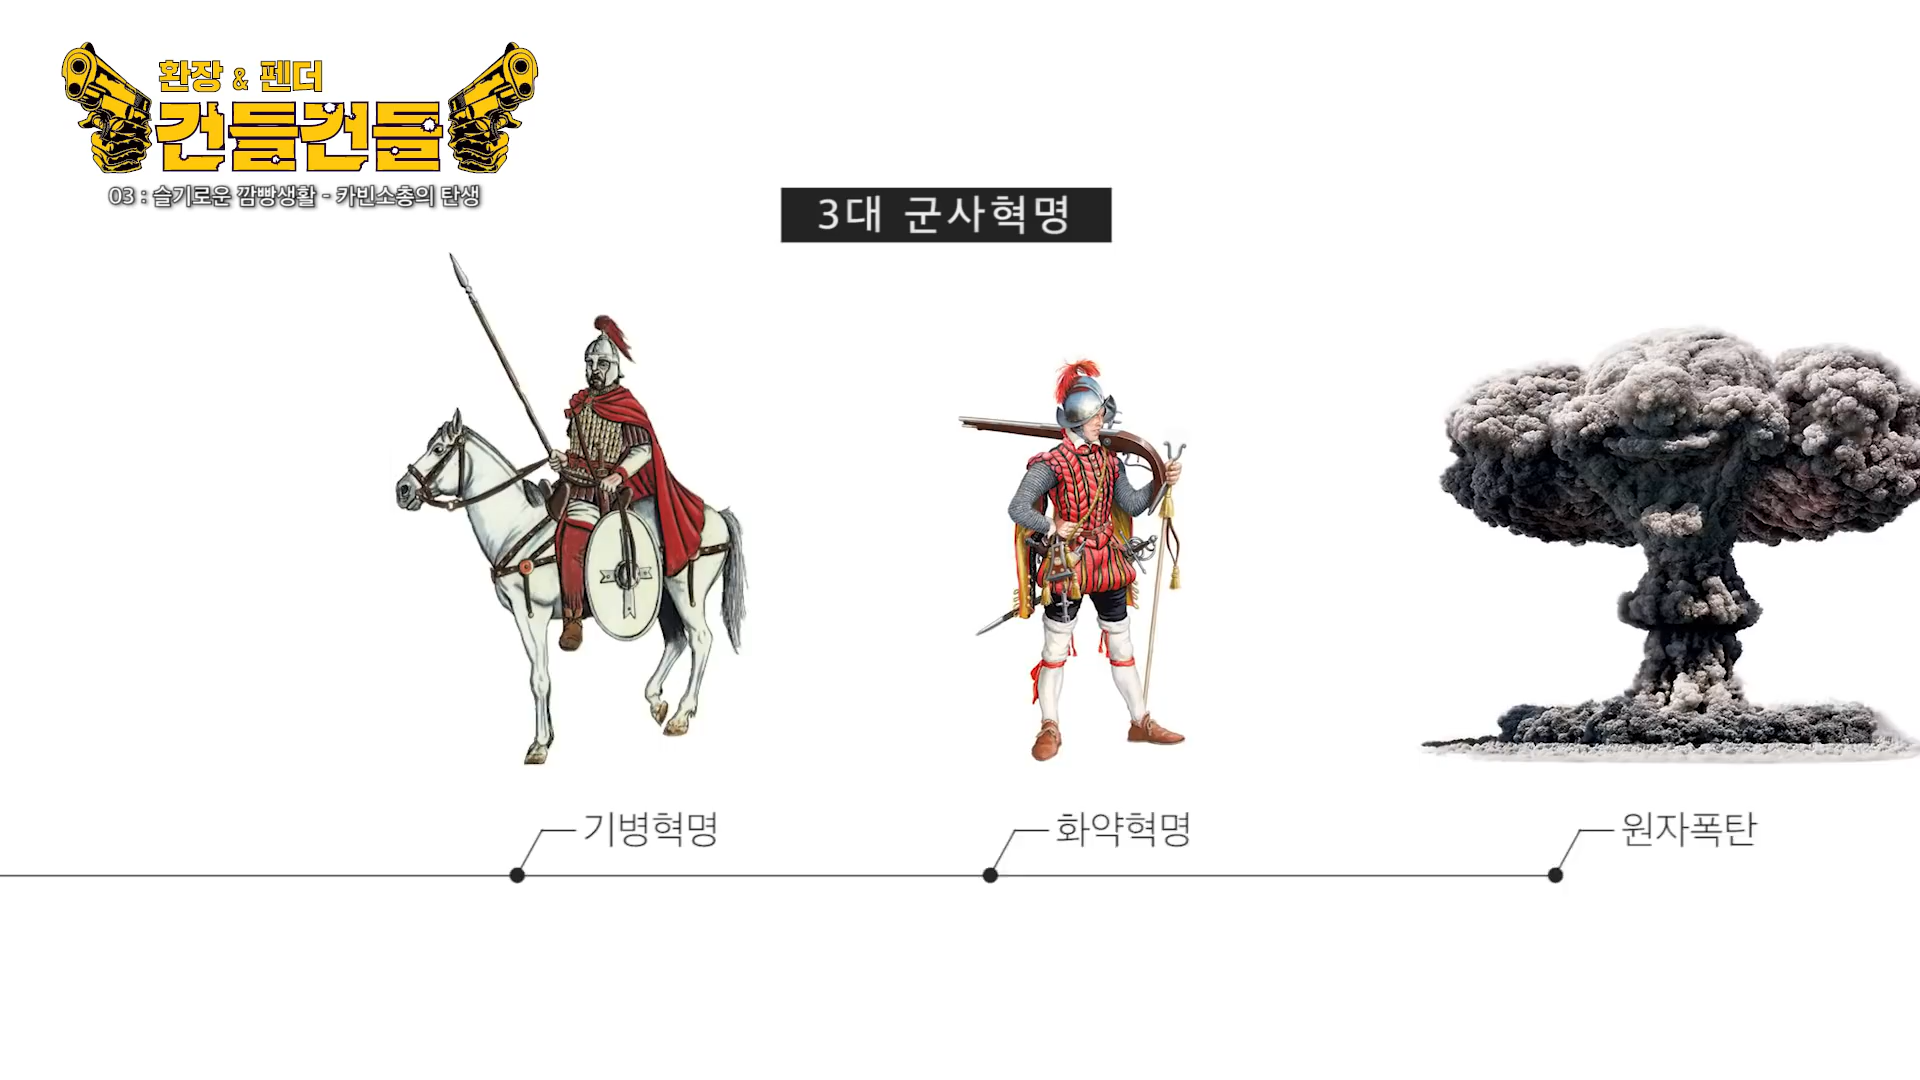 환장 & 펜더
건들건들
03 : 슬기로운 깜빵생활 - 카빈소총의 탄생
3대 군사혁명
기병혁명
화약혁명
원자폭탄